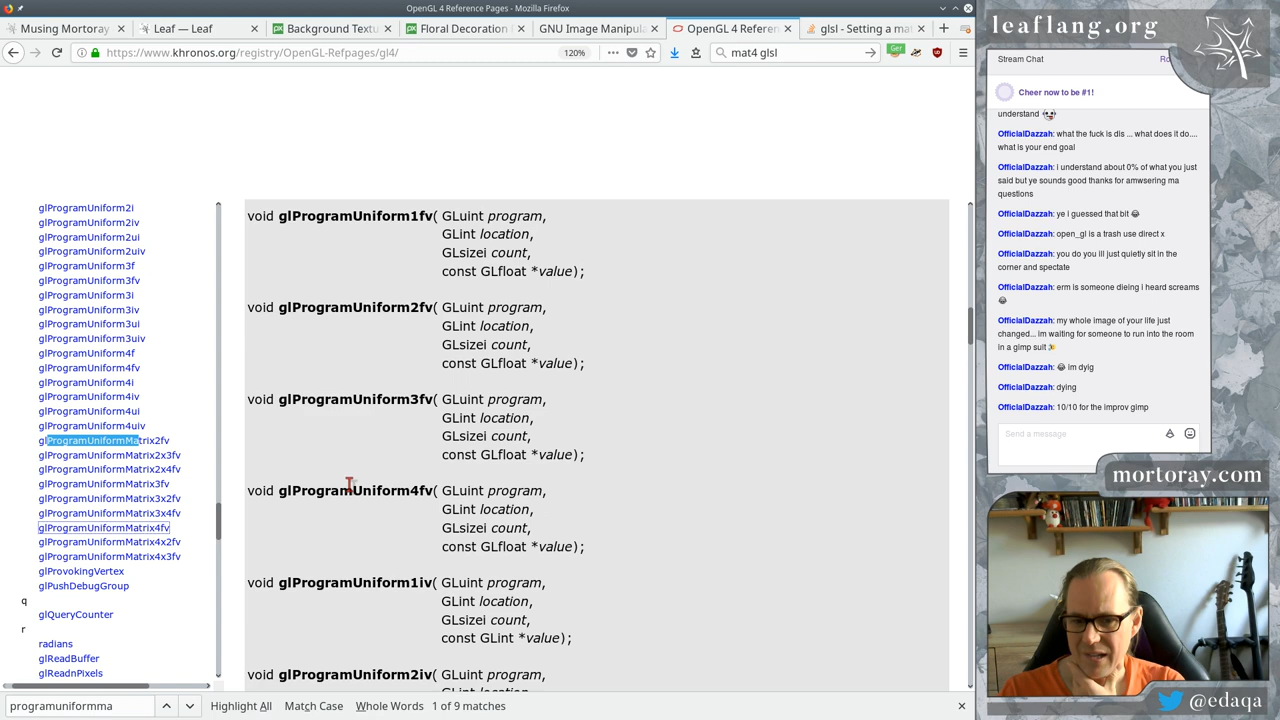 OpenGL 4 Reference Pages - Mozilla Firefox
Musing Mortoray
Leaf — Leaf
Background Textu
Floral Decoration
GNU Image Manipula
OpenGL 4 Referen
glsl - Setting a ma
https://www.khronos.org/registry/OpenGL-Refpages/gl4/
120%
mat4 glsl
Ger
glProgramUniform2i
glProgramUniform2iv
glProgramUniform2ui
glProgramUniform2uiv
glProgramUniform3f
glProgramUniform3fv
glProgramUniform3i
glProgramUniform3iv
glProgramUniform3ui
glProgramUniform3uiv
glProgramUniform4f
glProgramUniform4fv
glProgramUniform4i
glProgramUniform4iv
glProgramUniform4ui
glProgramUniform4uiv
glProgramUniformMatrix2fv
glProgramUniformMatrix2x3fv
glProgramUniformMatrix2x4fv
glProgramUniformMatrix3fv
glProgramUniformMatrix3x2fv
glProgramUniformMatrix3x4fv
glProgramUniformMatrix4fv
glProgramUniformMatrix4x2fv
glProgramUniformMatrix4x3fv
glProvokingVertex
glPushDebugGroup
q
glQueryCounter
r
radians
glReadBuffer
glReadnPixels
void glProgramUniform1fv( GLuint program,
GLint location,
GLsizei count,
const GLfloat *value);
void glProgramUniform2fv( GLuint program,
GLint location,
GLsizei count,
const GLfloat *value);
void glProgramUniform3fv( GLuint program,
GLint location,
GLsizei count,
const GLfloat *value);
void glProgramUniform4fv( GLuint program,
GLint location,
GLsizei count,
const GLfloat *value);
void glProgramUniform1iv( GLuint program,
GLint location,
GLsizei count,
const GLint *value);
void glProgramUniform2iv( GLuint program,
programuniformma
Highlight All
Match Case
Whole Words
1 of 9 matches
leaflang.org
Stream Chat
Cheer now to be #1!
understand
OfficialDazzah: what the fuck is dis ... what does it do....
what is your end goal
OfficialDazzah: i understand about 0% of what you just
said but ye sounds good thanks for amwsering ma
questions
OfficialDazzah: ye i guessed that bit
OfficialDazzah: open_gl is a trash use direct x
OfficialDazzah: you do you ill just quietly sit in the
corner and spectate
OfficialDazzah: erm is someone dieing i heard screams
OfficialDazzah: my whole image of your life just
changed... im waiting for someone to run into the room
in a gimp suit
OfficialDazzah: im dyig
OfficialDazzah: dying
OfficialDazzah: 10/10 for the improv gimp
Send a message
mortoray.com
@edaqa